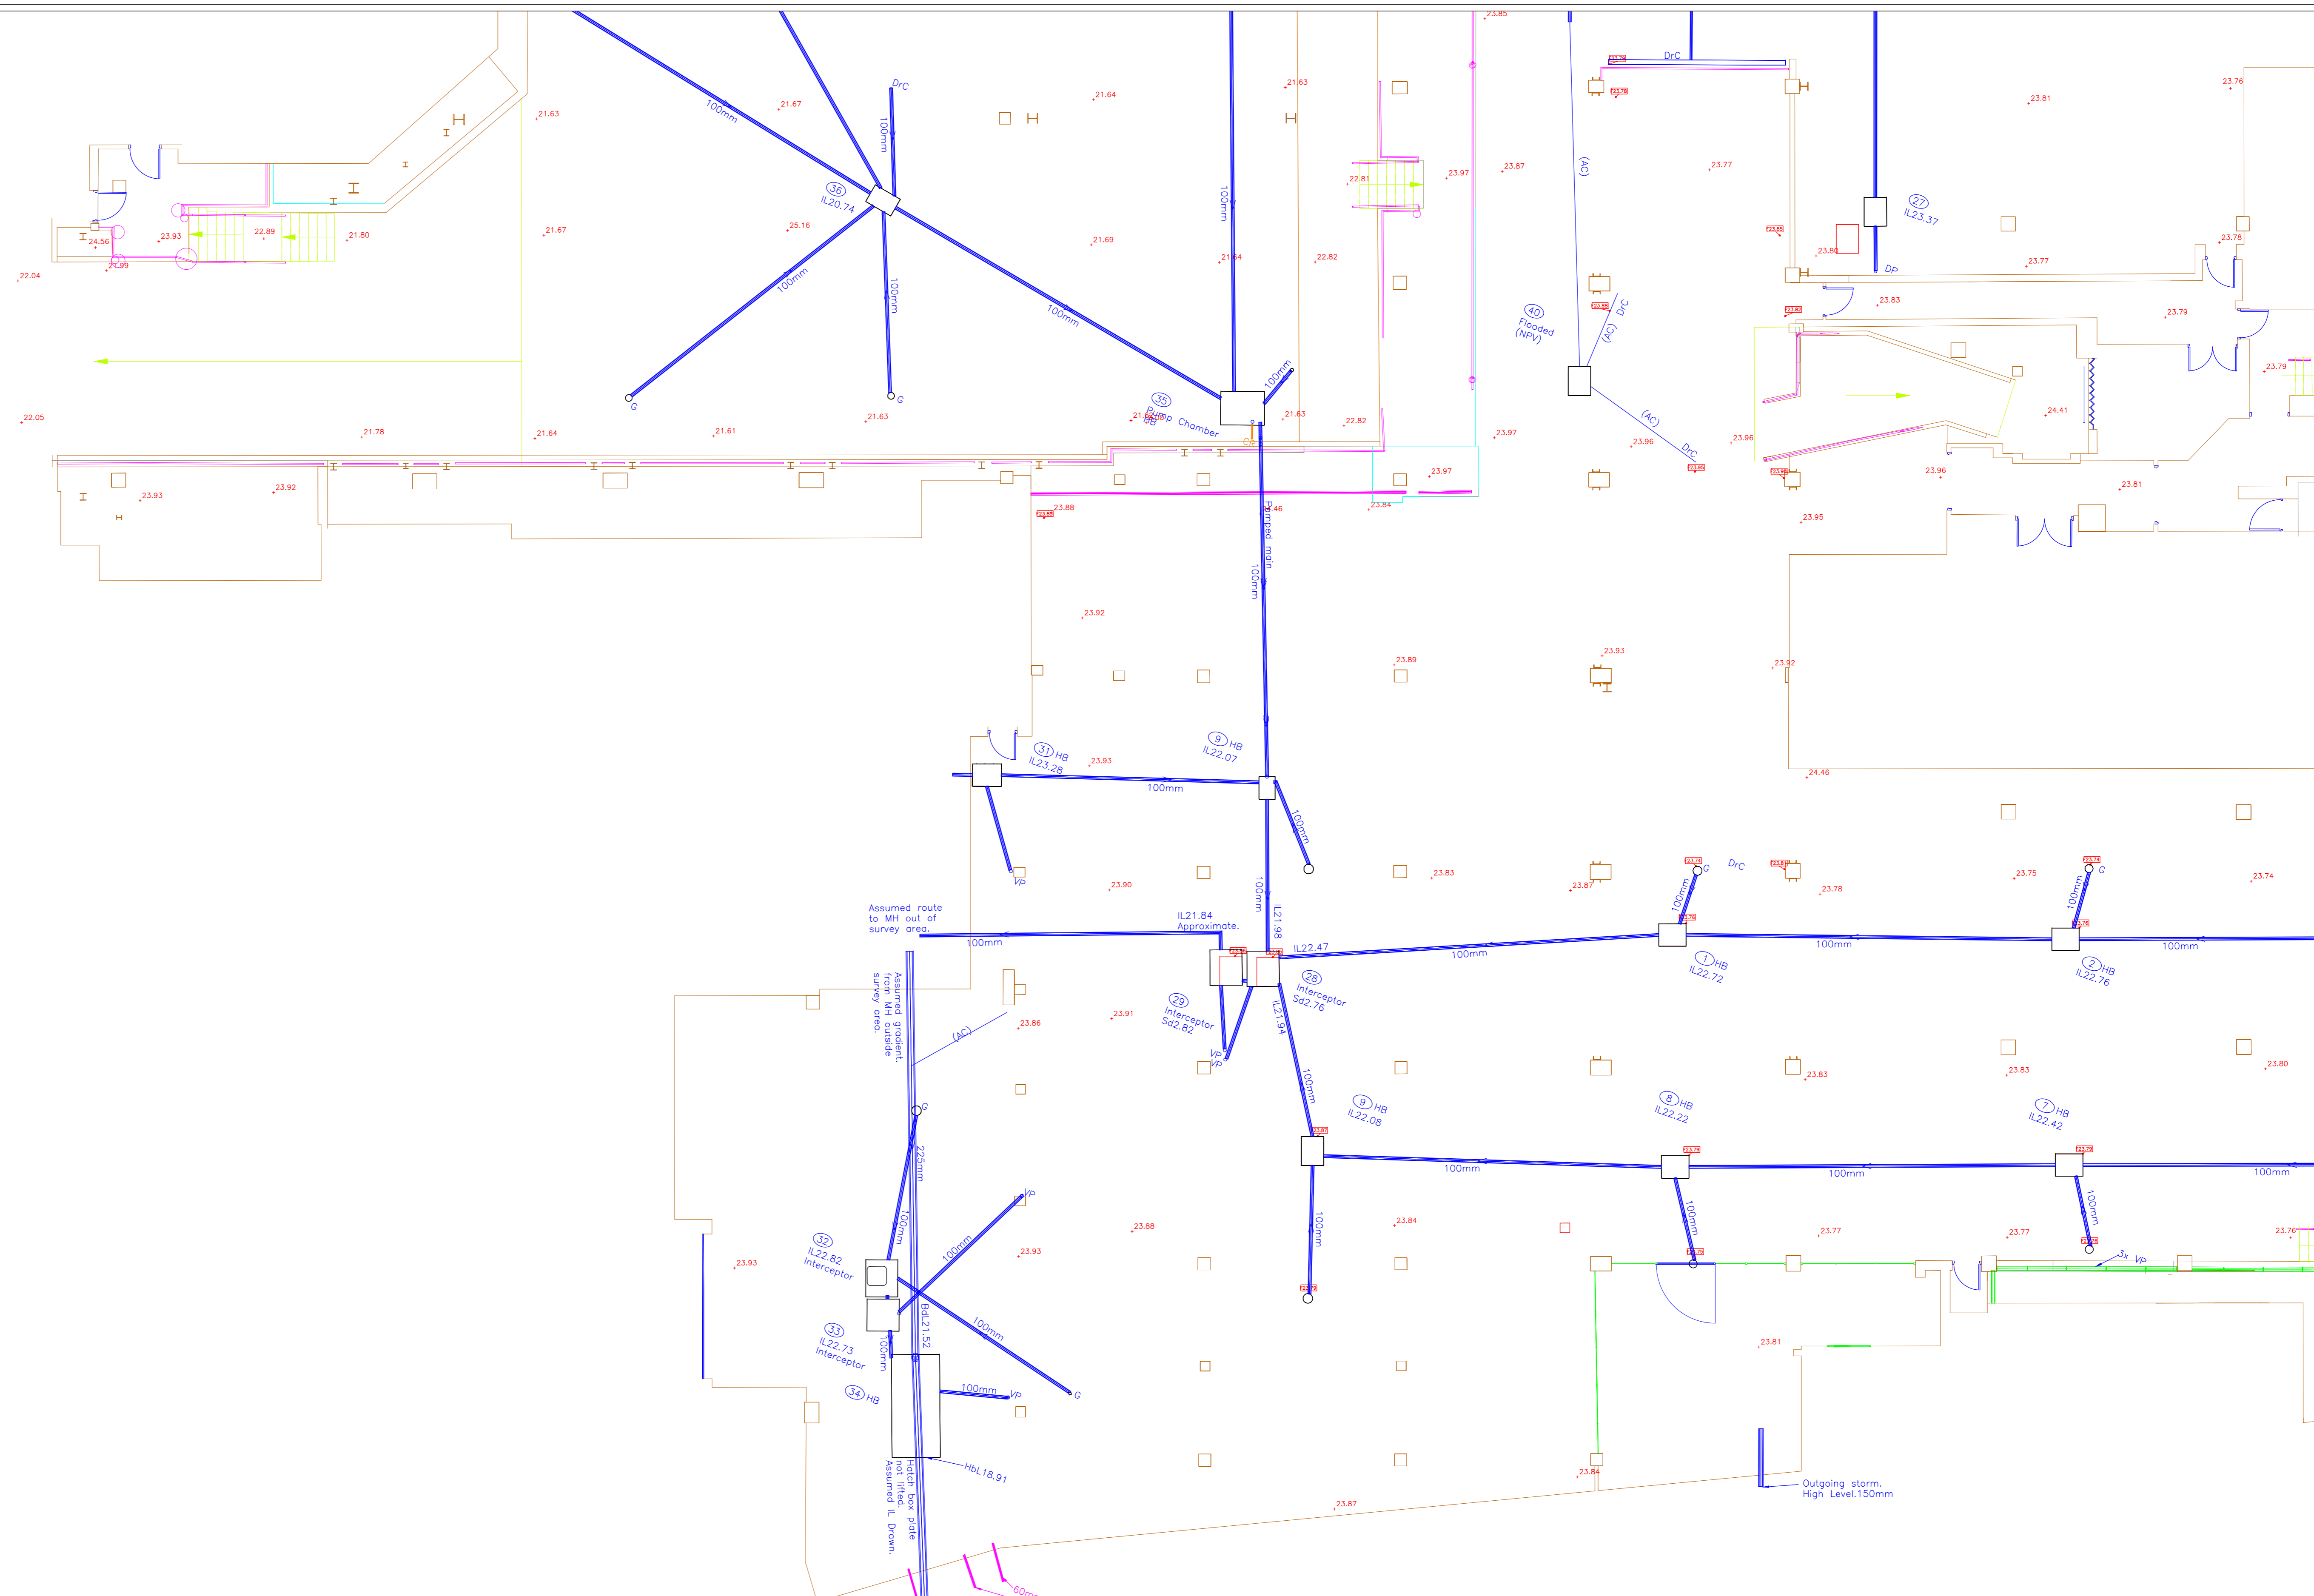 23.85
DrC
23.76
DrC
21.63
21.64
23.81
21.67
100mm
21.63
100mm
23.87
23.77
(AC)
36
IL20.74
22.81
23.97
100mm
27
IL23.37
25.16
24.56
23.93
22.89
21.80
21.67
21.69
23.78
21.99
22.04
21.64
22.82
23.80
23.77
Dp
100mm
100mm
100mm
23.83
23.79
40
Flooded
(NPV)
(AC)
DrC
100mm
23.79
G
G
35
Pump Chamber
HB
22.05
21.78
21.64
21.61
21.63
21.63
22.82
24.41
(AC)
DrC
23.97
23.96
23.96
23.97
23.96
23.93
23.92
23.88
23.84
23.81
23.95
Pumped main
100mm
23.92
23.89
23.93
23.92
31 HB
IL23.28
9 HB
IL22.07
23.93
24.46
100mm
100mm
VP
23.90
23.83
23.87
G
DrC
23.78
23.75
G
23.74
100mm
100mm
100mm
Assumed route
to MH out of
survey area.
100mm
IL21.84
Approximate.
IL21.98
IL22.47
100mm
100mm
100mm
1 HB
IL22.72
2 HB
IL22.76
Assumed gradient.
from MH outside
survey area.
(AC)
23.86
23.91
29
Interceptor
Sd2.82
28
Interceptor
Sd2.76
IL21.94
VP
VP
23.83
23.83
23.80
100mm
G
9 HB
IL22.08
8 HB
IL22.22
7 HB
IL22.42
225mm
100mm
100mm
100mm
100mm
VP
100mm
23.88
23.93
23.84
100mm
100mm
100mm
23.77
23.77
23.76
32
IL22.82
Interceptor
23.93
3x VP
BdL21.52
100mm
33
IL22.73
Interceptor
100mm
23.81
34 HB
100mm
VP
G
HbL18.91
Hatch box plate
not lifted.
Assumed IL Drawn.
23.84
Outgoing storm.
High Level.150mm
23.87